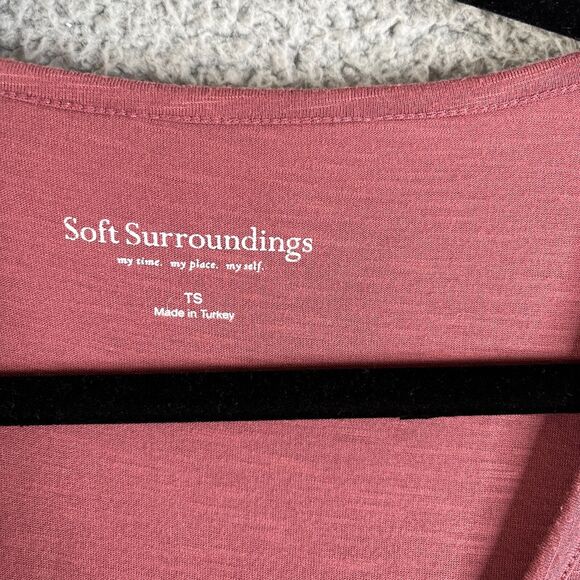 Soft Surroundings
my time. my place. my self.
TS
Made in Turkey